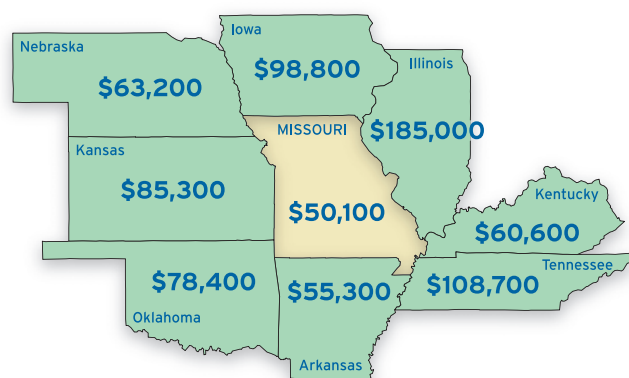 Iowa
$98,800
Nebraska
$63,200
Illinois
$185,000
MISSOURI
$50,100
Kansas
$85,300
Kentucky
$60,600
Tennessee
$108,700
$78,400
Oklahoma
$55,300
Arkansas